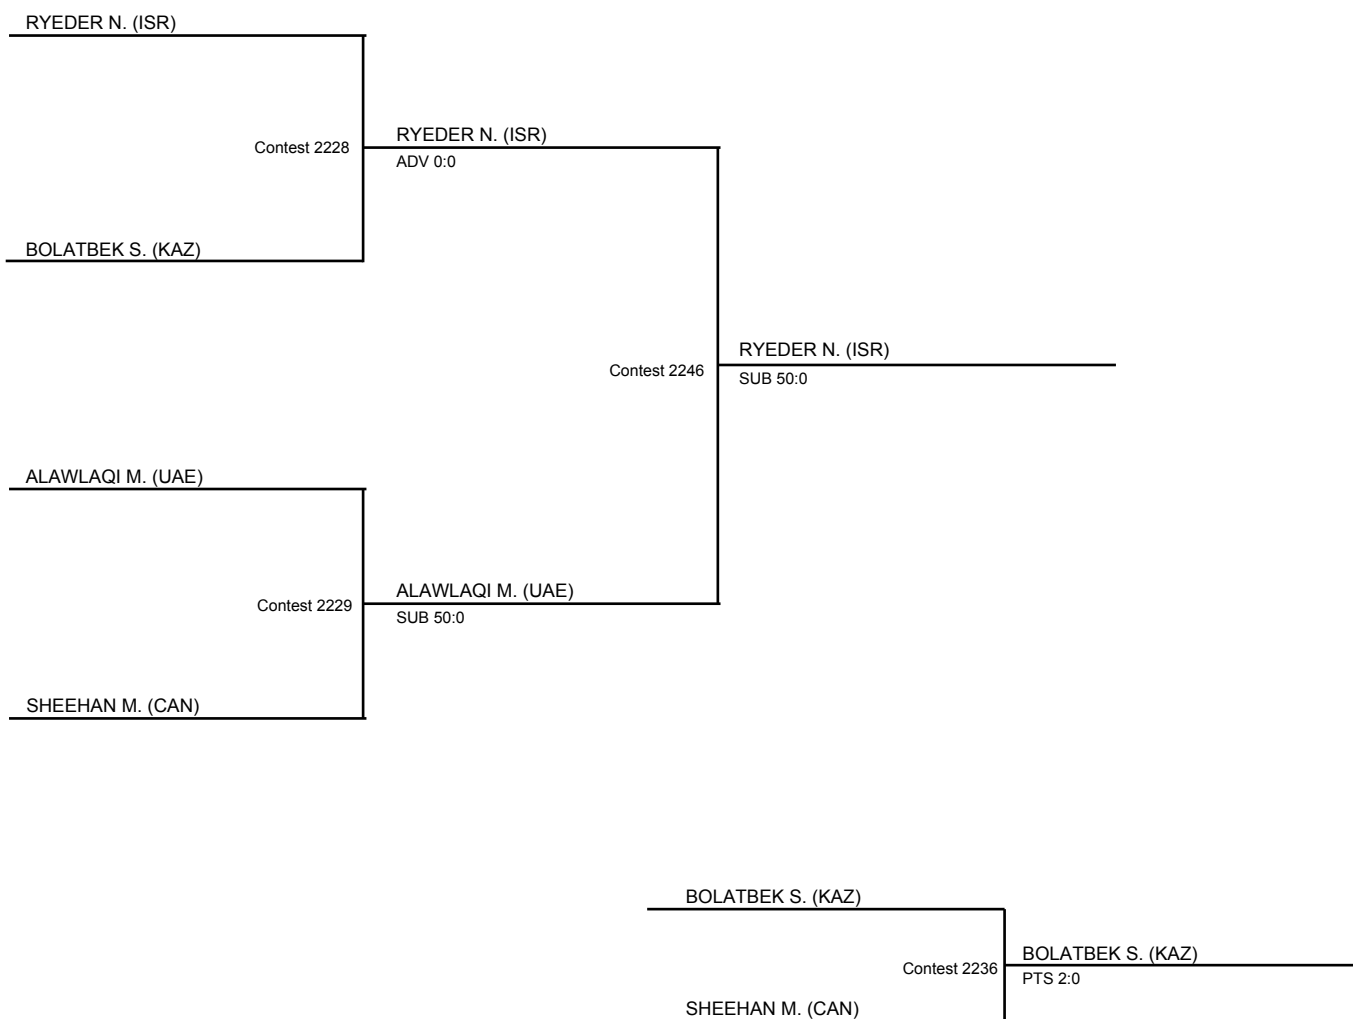 RYEDER N. (ISR)
Contest 2228
RYEDER N. (ISR)
ADV 0:0
BOLATBEK S. (KAZ)
Contest 2246
RYEDER N. (ISR)
SUB 50:0
ALAWLAQI M. (UAE)
Contest 2229
ALAWLAQI M. (UAE)
SUB 50:0
SHEEHAN M. (CAN)
BOLATBEK S. (KAZ)
Contest 2236
BOLATBEK S. (KAZ)
PTS 2:0
SHEEHAN M. (CAN)